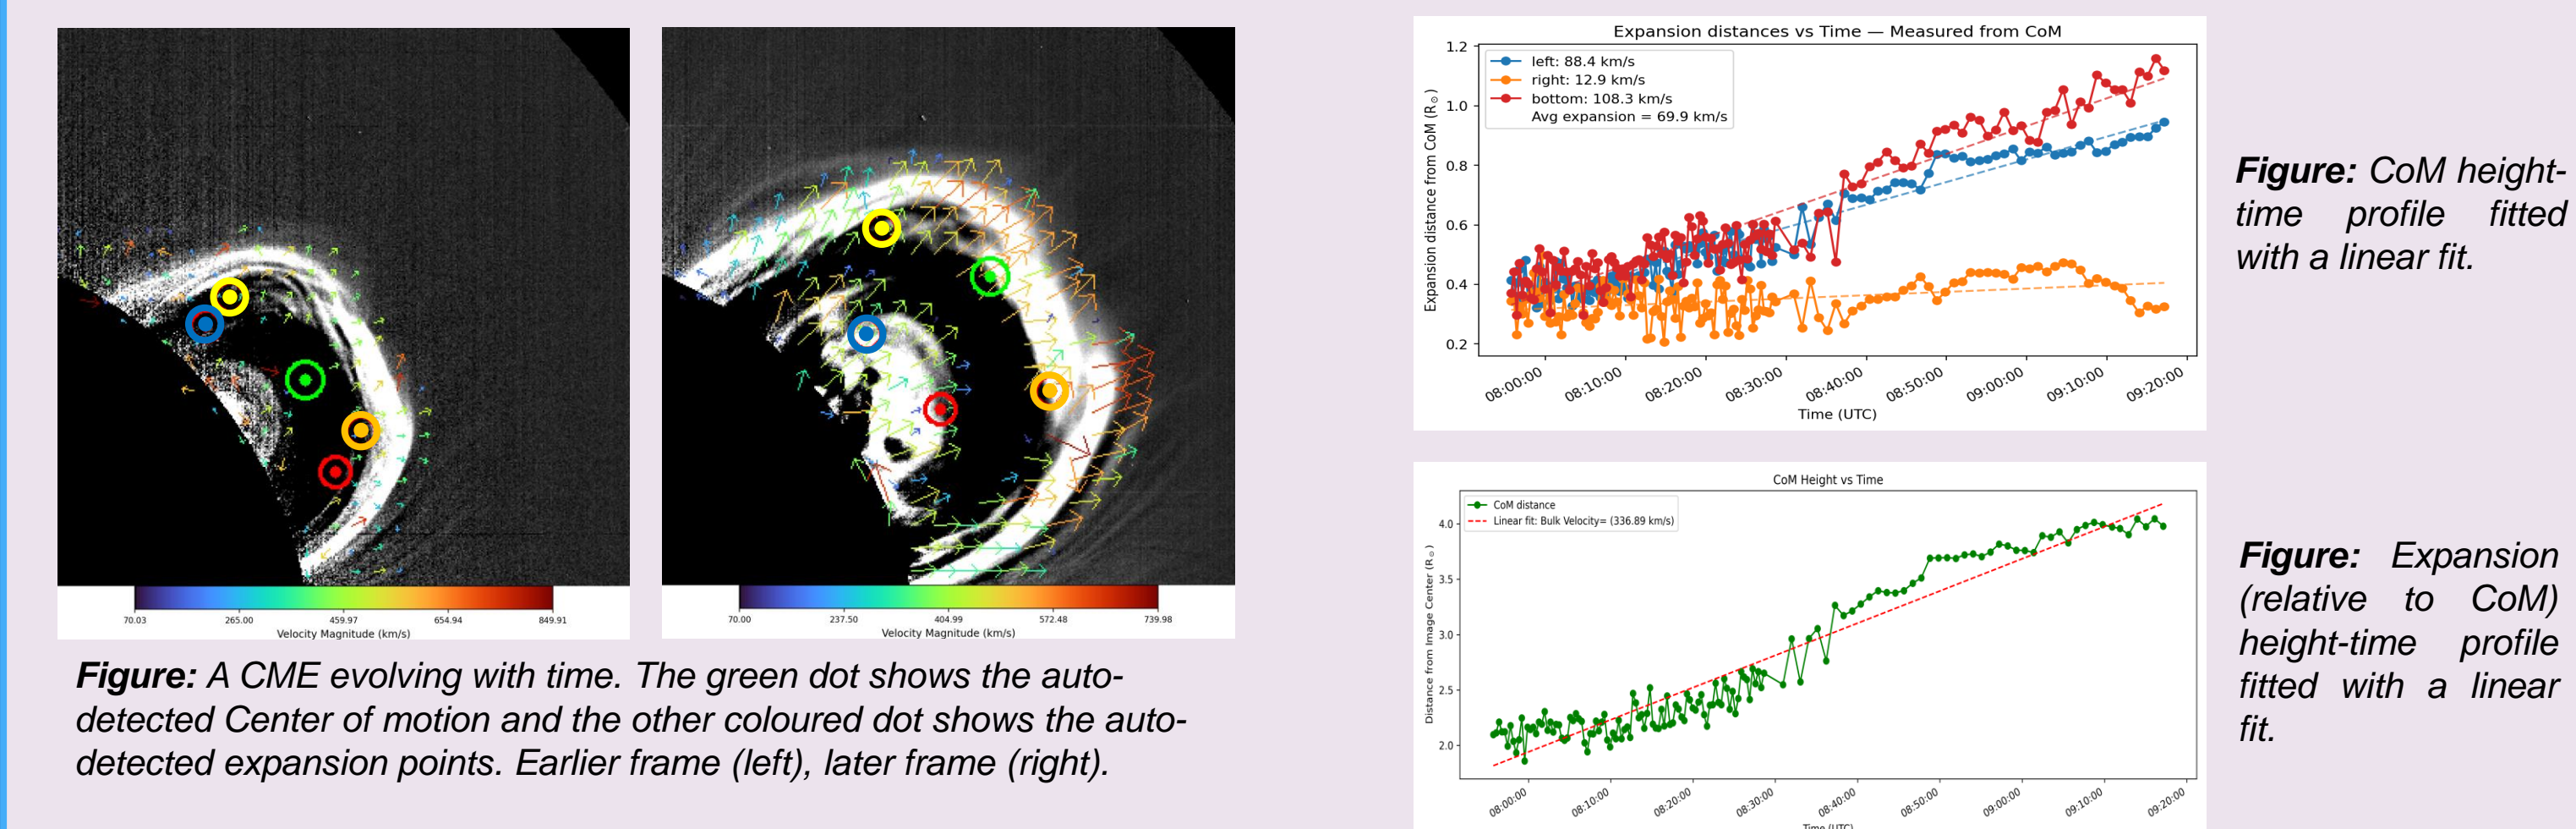 70.03 265.00 459.97 654.94 849.91
Velocity Magnitude (km/s)
70.00 237.50 404.99 572.48 739.98
Velocity Magnitude (km/s)
Figure: A CME evolving with time. The green dot shows the auto-
detected Center of motion and the other coloured dot shows the auto-
detected expansion points. Earlier frame (left), later frame (right).
Expansion distances vs Time — Measured from CoM
left: 88.4 km/s
right: 12.9 km/s
bottom: 108.3 km/s
Avg expansion = 69.9 km/s
Expansion distance from CoM (R☉)
1.2
1.0
0.8
0.6
0.4
0.2
08:00:00 08:10:00 08:20:00 08:30:00 08:40:00 08:50:00 09:00:00 09:10:00 09:20:00
Time (UTC)
Figure: CoM height-
time profile fitted
with a linear fit.
CoM Height vs Time
CoM distance
Linear fit: Bulk Velocity= (336.89 km/s)
Distance from Image Center (R☉)
4.0
3.5
3.0
2.5
2.0
08:00:00 08:10:00 08:20:00 08:30:00 08:40:00 08:50:00 09:00:00 09:10:00 09:20:00
Time (UTC)
Figure: Expansion
(relative to CoM)
height-time profile
fitted with a linear
fit.